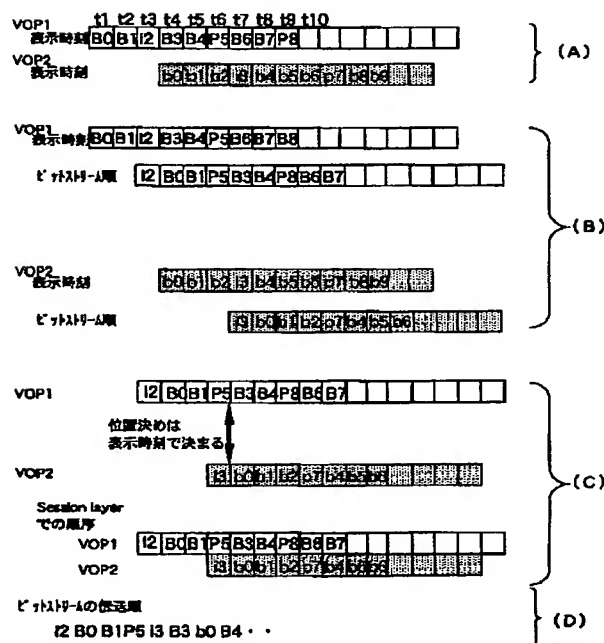 t1 t2 t3 t4 t5 t6 t7 t8 t9 t10
VOP1
表示時刻 B0 B1 I2 B3 B4 P5 B6 B7 P8
VOP2
表示時刻 b0 b1 b2 i3 b4 b5 b6 p7 b8 b9
(A)
VOP1
表示時刻 B0 B1 I2 B3 B4 P5 B6 B7 B8
ビットストリーム順 I2 B0 B1 P5 B3 B4 P8 B6 B7
(B)
VOP2
表示時刻 b0 b1 b2 i3 b4 b5 b6 p7 b8 b9
ビットストリーム順 i3 b0 b1 b2 p7 b4 b5 b6
VOP1 I2 B0 B1 P5 B3 B4 P8 B6 B7
位置決めは
表示時刻で決まる
(C)
VOP2 i3 b0 b1 b2 p7 b4 b5 b6
Session layer
での順序
VOP1 I2 B0 B1 P5 B3 B4 P8 B6 B7
VOP2 i3 b0 b1 b2 p7 b4 b5 b6
ビットストリームの伝送順
I2 B0 B1 P5 I3 B3 b0 B4 ・・
(D)